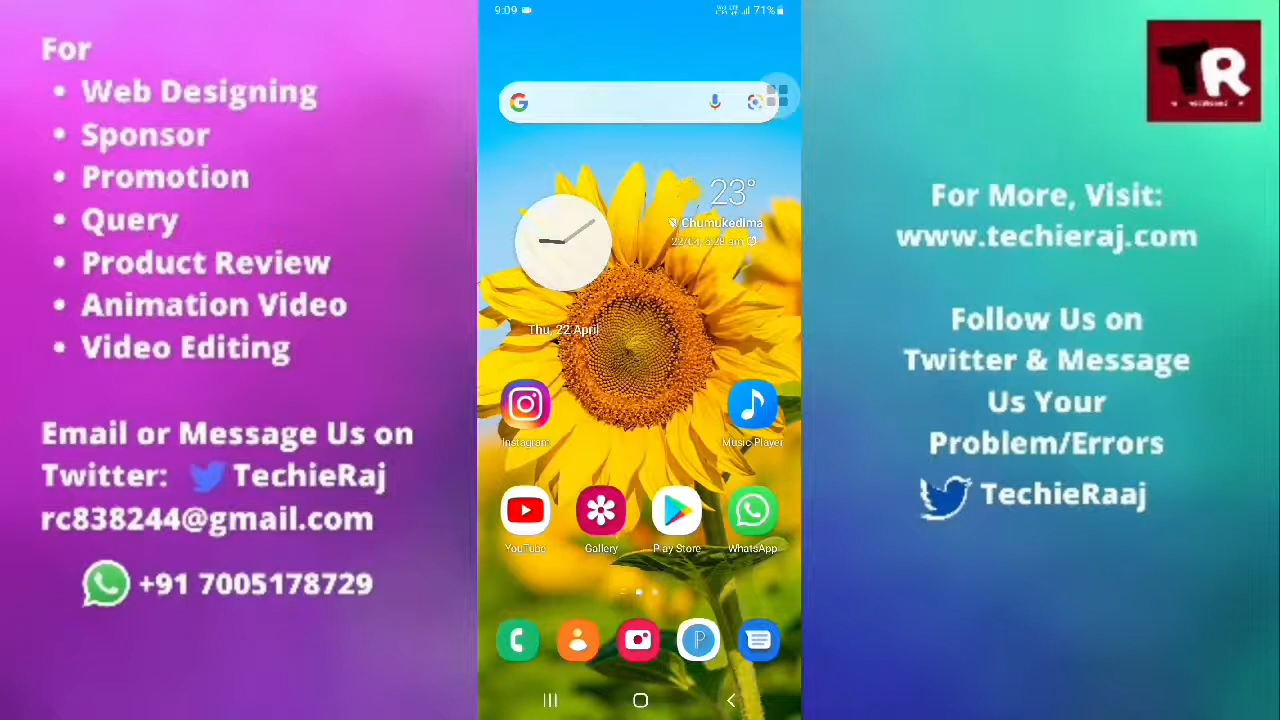 For
• Web Designing
• Sponsor
• Promotion
• Query
• Product Review
• Animation Video
• Video Editing
Email or Message Us on
Twitter: TechieRaj
rc838244@gmail.com
+91 7005178729
9:09
71%
G
23°
Chumukedima
Thu, 22 April
Instagram
Music Player
YouTube
Gallery
Play Store
WhatsApp
TR
For More, Visit:
www.techieraj.com
Follow Us on
Twitter & Message
Us Your
Problem/Errors
TechieRaaj